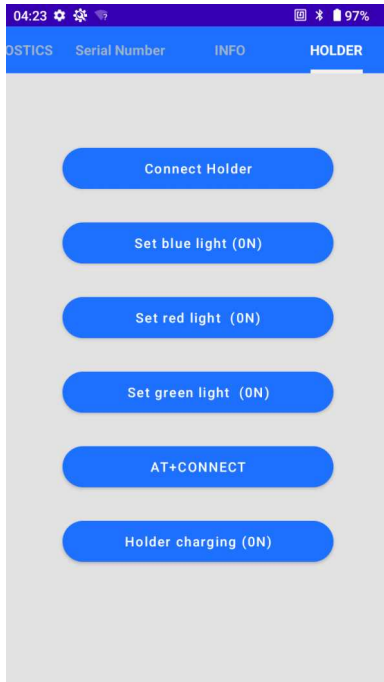 04:23 97%
OSTICS Serial Number INFO HOLDER
Connect Holder
Set blue light (0N)
Set red light  (0N)
Set green light  (0N)
AT+CONNECT
Holder charging (0N)